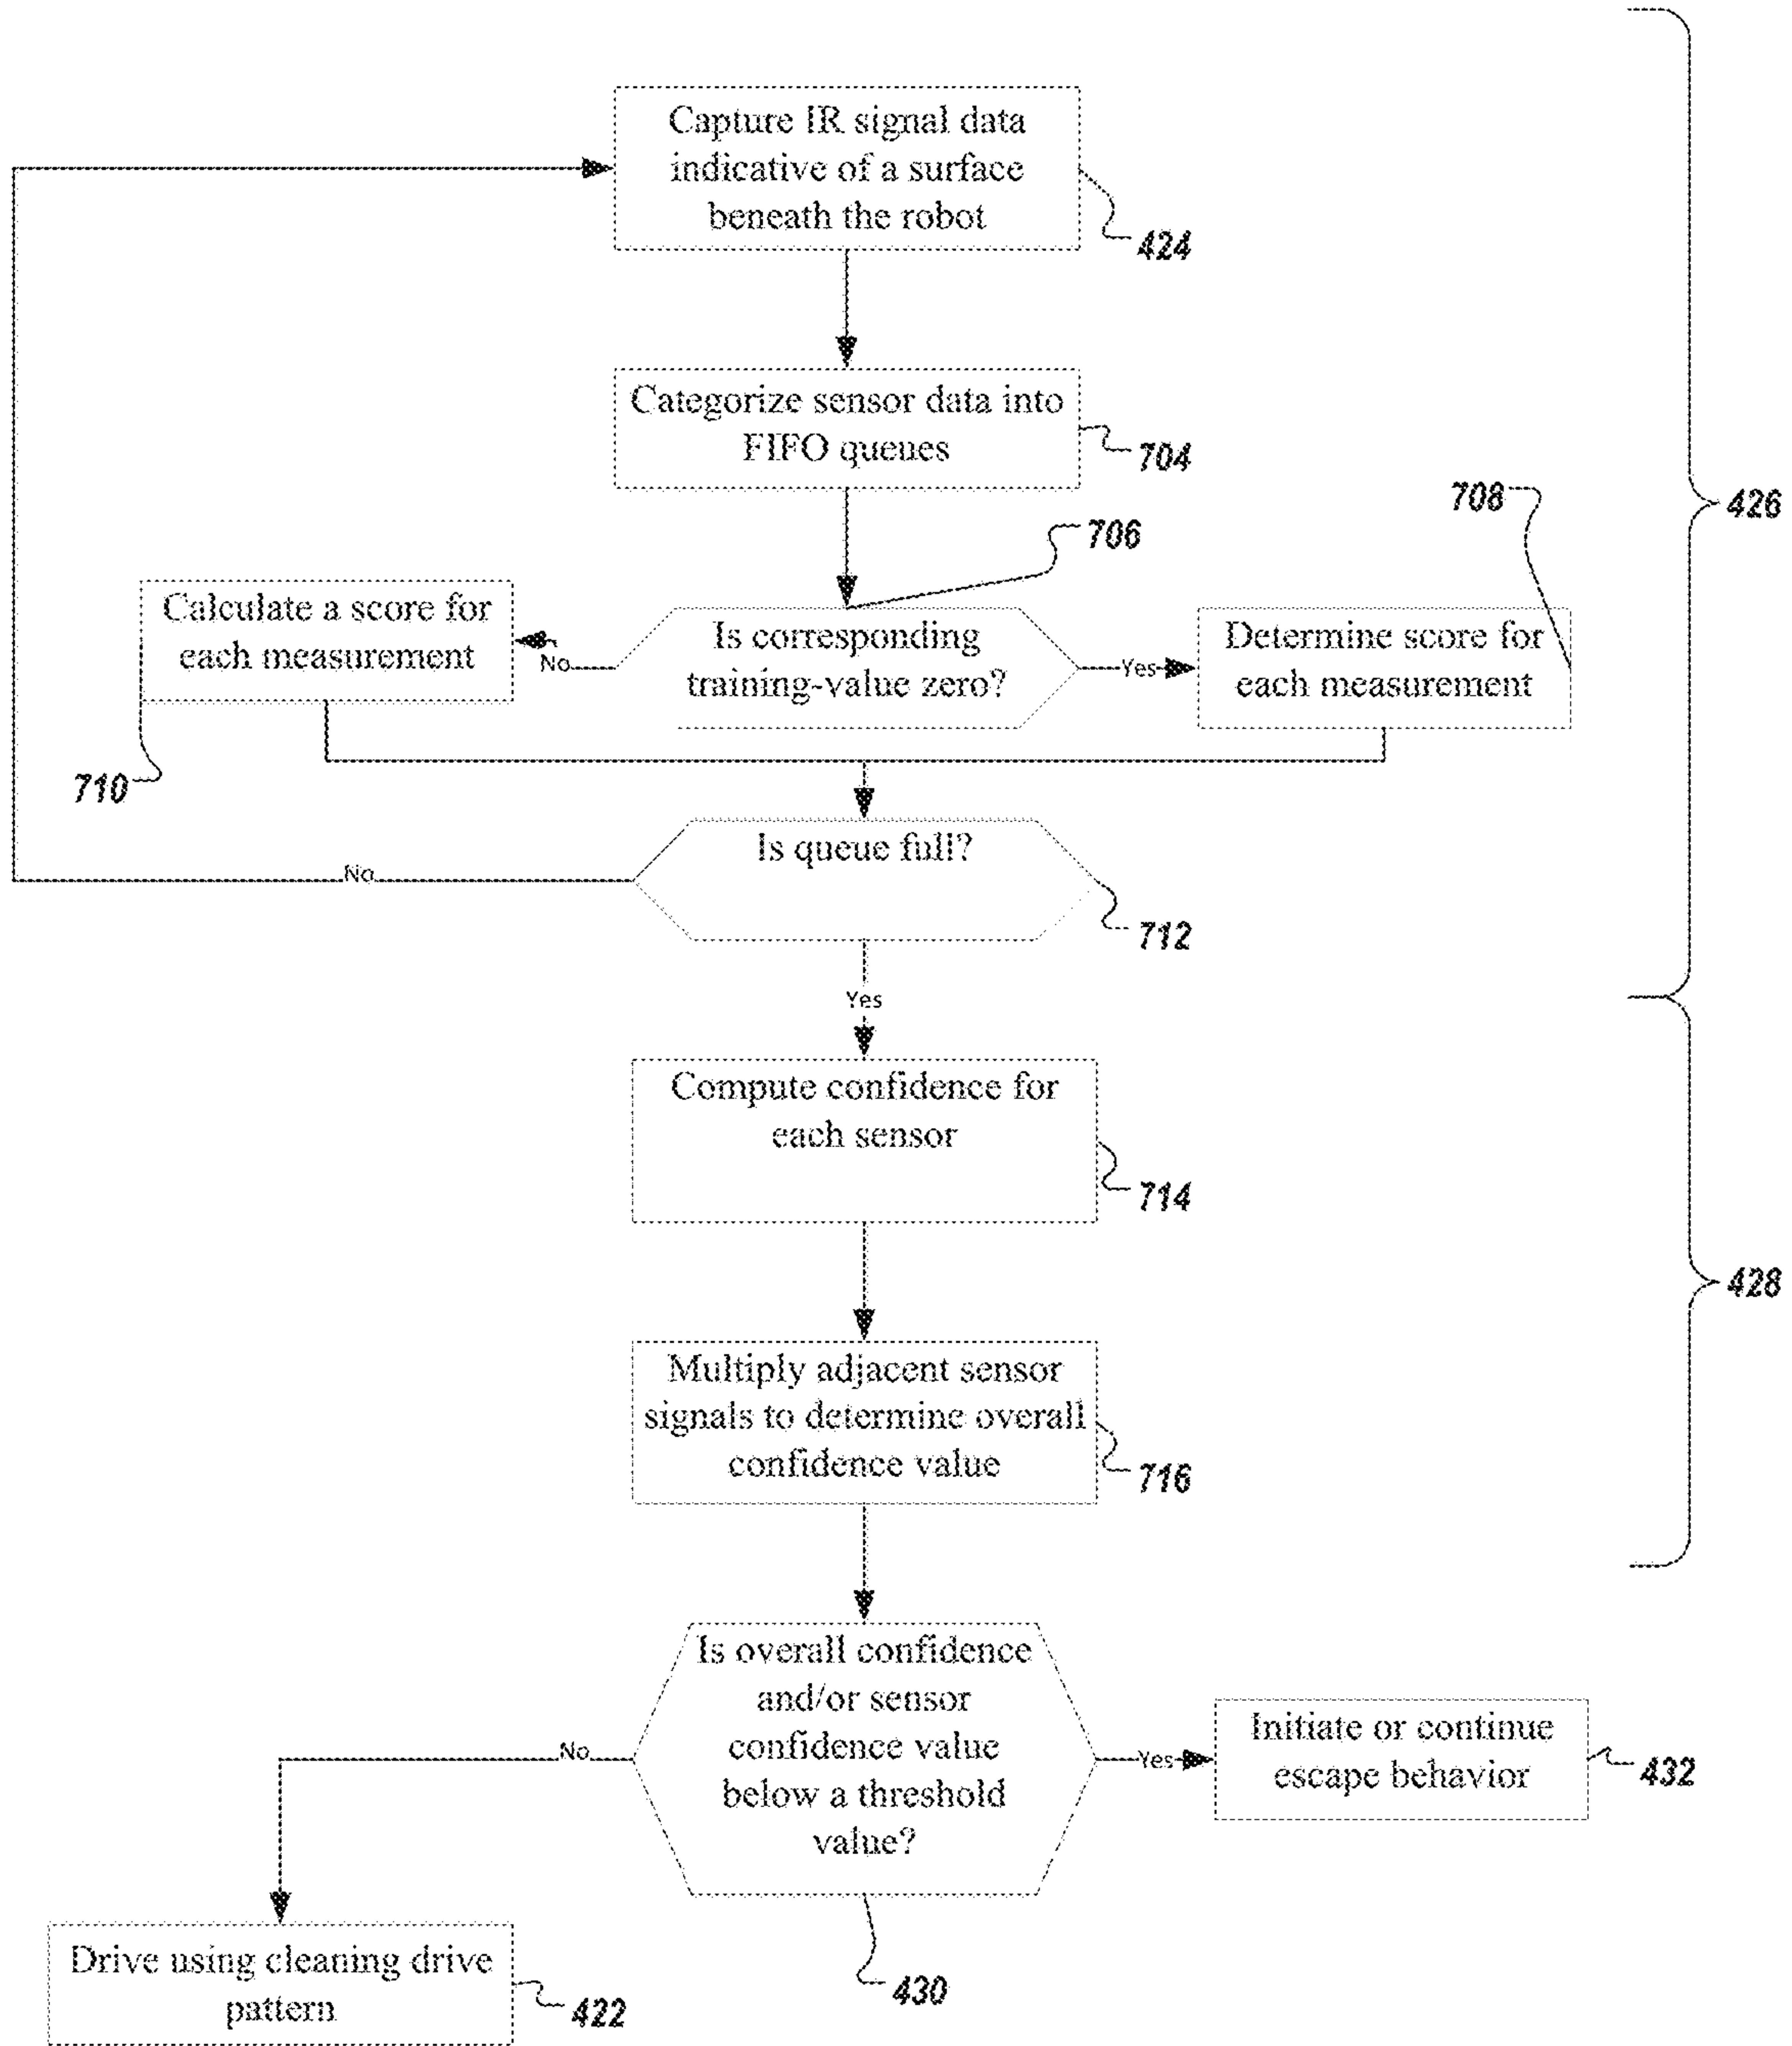 Capture IR signal data
indicative of a surface
beneath the robot
424
Categorize sensor data into
FIFO queues
704
708
426
706
Calculate a score for
each measurement
No
Is corresponding
training-value zero?
Yes
Determine score for
each measurement
710
Is queue full?
No
712
Yes
Compute confidence for
each sensor
714
428
Multiply adjacent sensor
signals to determine overall
confidence value
716
Is overall confidence
and/or sensor
confidence value
below a threshold
value?
No
Yes
Initiate or continue
escape behavior
432
430
Drive using cleaning drive
pattern
422